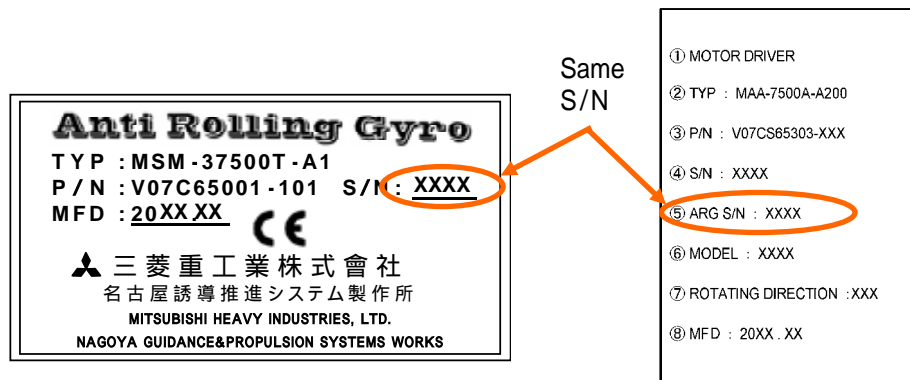 Anti Rolling Gyro
TYP : MSM-37500T-A1
P/N : V07C65001-101 S/N : XXXX
MFD : 20XX.XX
CE
三菱重工業株式會社
名古屋誘導推進システム製作所
MITSUBISHI HEAVY INDUSTRIES, LTD.
NAGOYA GUIDANCE&PROPULSION SYSTEMS WORKS
Same
S/N
① MOTOR DRIVER
② TYP : MAA-7500A-A200
③ P/N : V07CS65303-XXX
④ S/N : XXXX
⑤ ARG S/N : XXXX
⑥ MODEL : XXXX
⑦ ROTATING DIRECTION :XXX
⑧ MFD : 20XX . XX